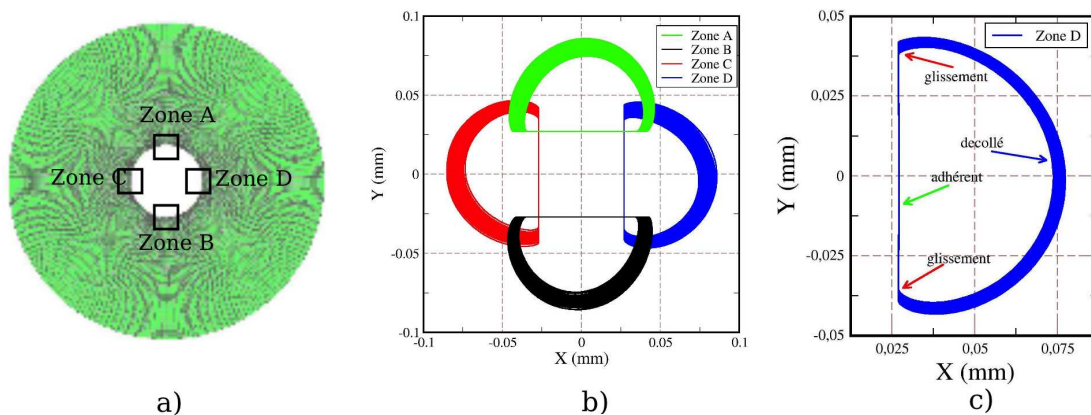 Zone A
Zone C
Zone D
Zone B
a)
0.1
0.05
0
-0.05
-0.1
Y (mm)
-0.1
-0.05
0
0.05
0.1
X (mm)
Zone A
Zone B
Zone C
Zone D
b)
0.05
0.025
0
-0.025
-0.05
Y (mm)
0,025
0,05
0,075
X (mm)
Zone D
glissement
decollé
adhérent
glissement
c)